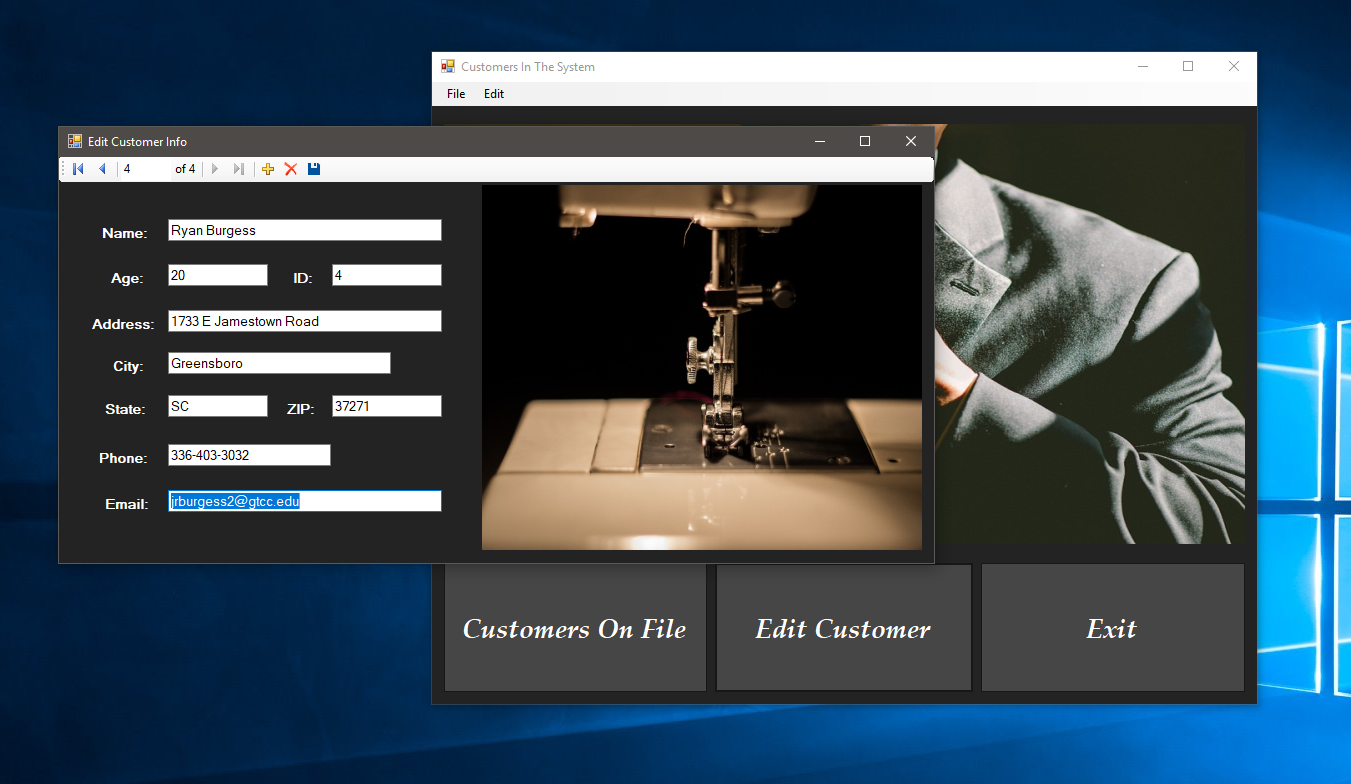 Customers In The System
File Edit
Edit Customer Info
4 of 4
Name: Ryan Burgess
Age: 20 ID: 4
Address: 1733 E Jamestown Road
City: Greensboro
State: SC ZIP: 37271
Phone: 336-403-3032
Email: jrburgess2@gtcc.edu
Customers On File Edit Customer Exit